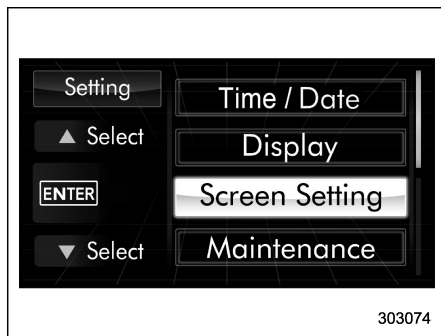 Setting
▲ Select
ENTER
▼ Select
Time / Date
Display
Screen Setting
Maintenance
303074